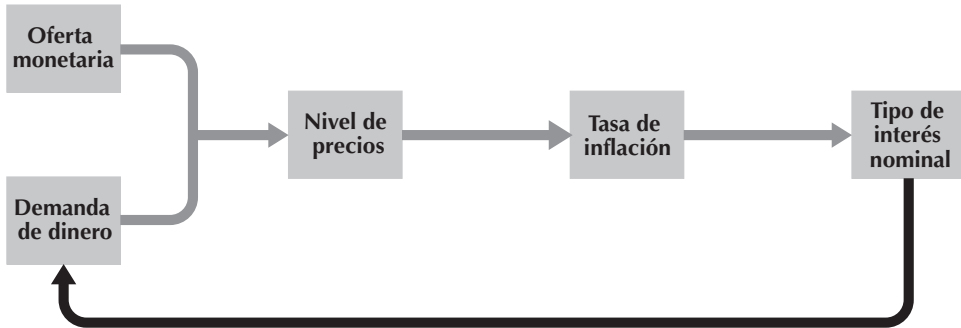 Oferta
monetaria
Demanda
de dinero
Nivel de
precios
Tasa de
inflación
Tipo de
interés
nominal